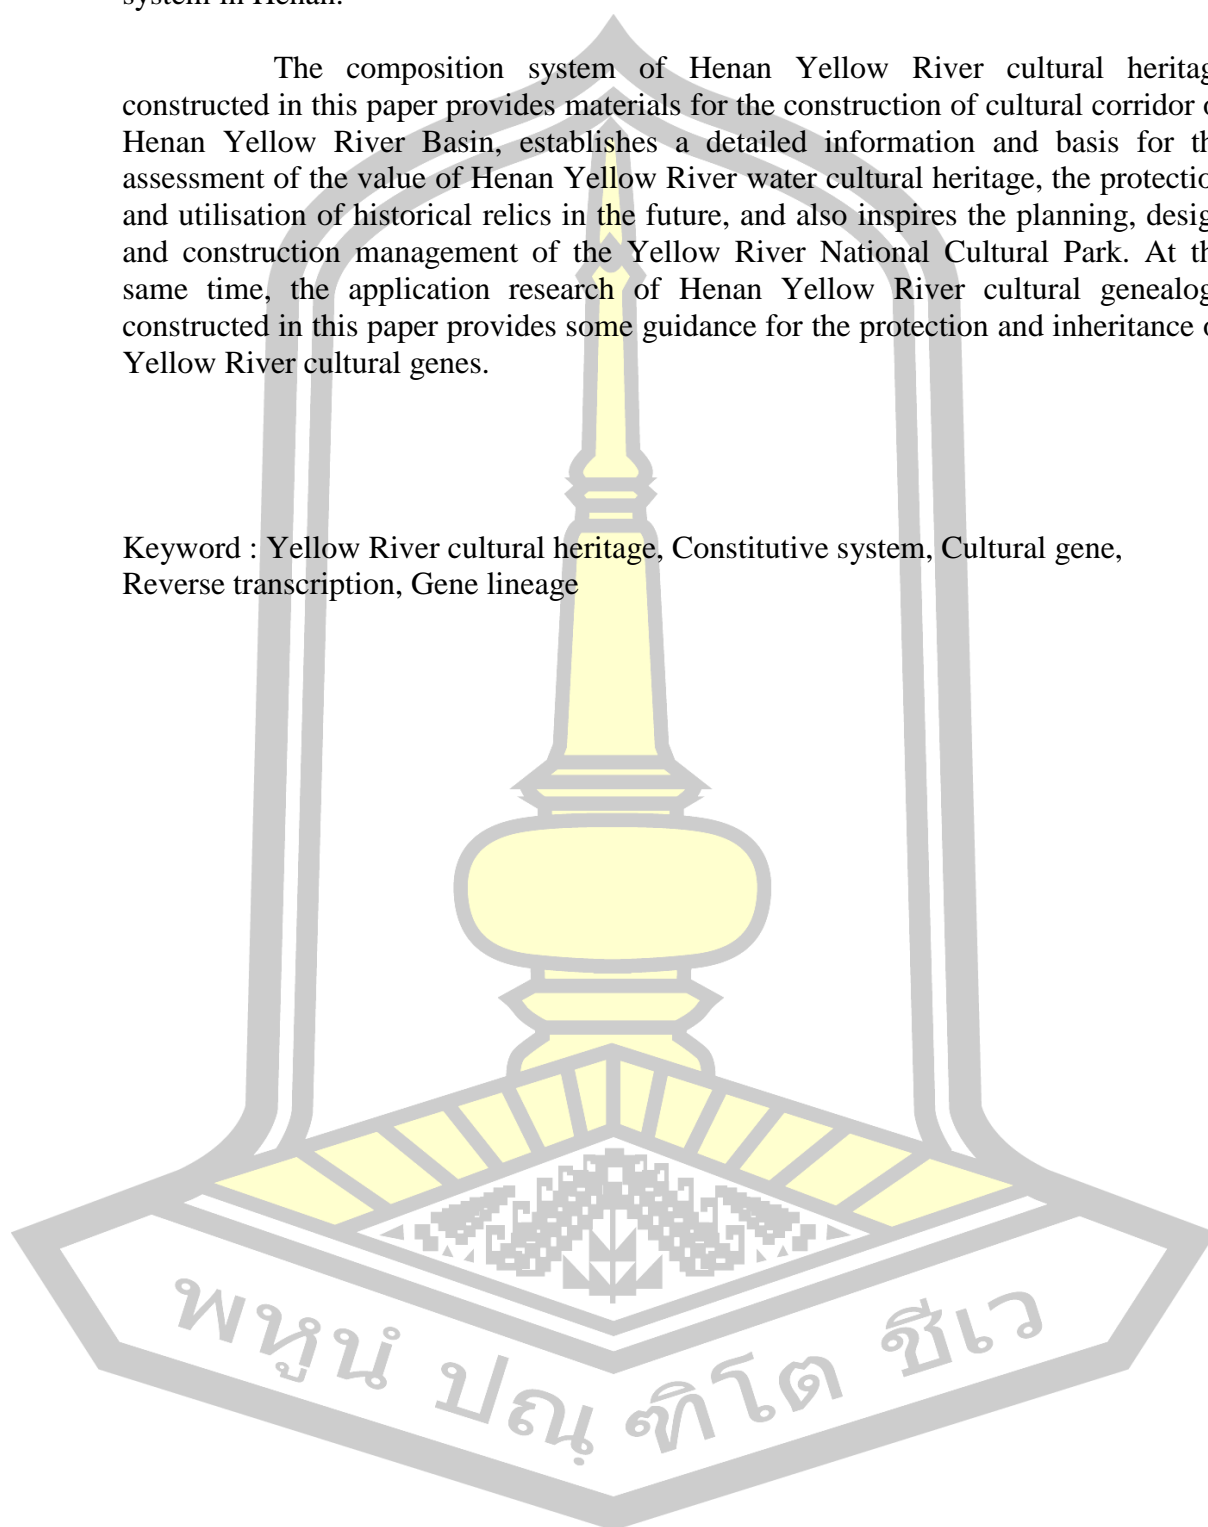 system in Henan.
The composition system of Henan Yellow River cultural heritag
constructed in this paper provides materials for the construction of cultural corridor o
Henan Yellow River Basin, establishes a detailed information and basis for th
assessment of the value of Henan Yellow River water cultural heritage, the protectio
and utilisation of historical relics in the future, and also inspires the planning, desig
and construction management of the Yellow River National Cultural Park. At th
same time, the application research of Henan Yellow River cultural genealog
constructed in this paper provides some guidance for the protection and inheritance o
Yellow River cultural genes.
Keyword : Yellow River cultural heritage, Constitutive system, Cultural gene,
Reverse transcription, Gene lineage
พหูนํ ปณฺฑิโต ชีเว